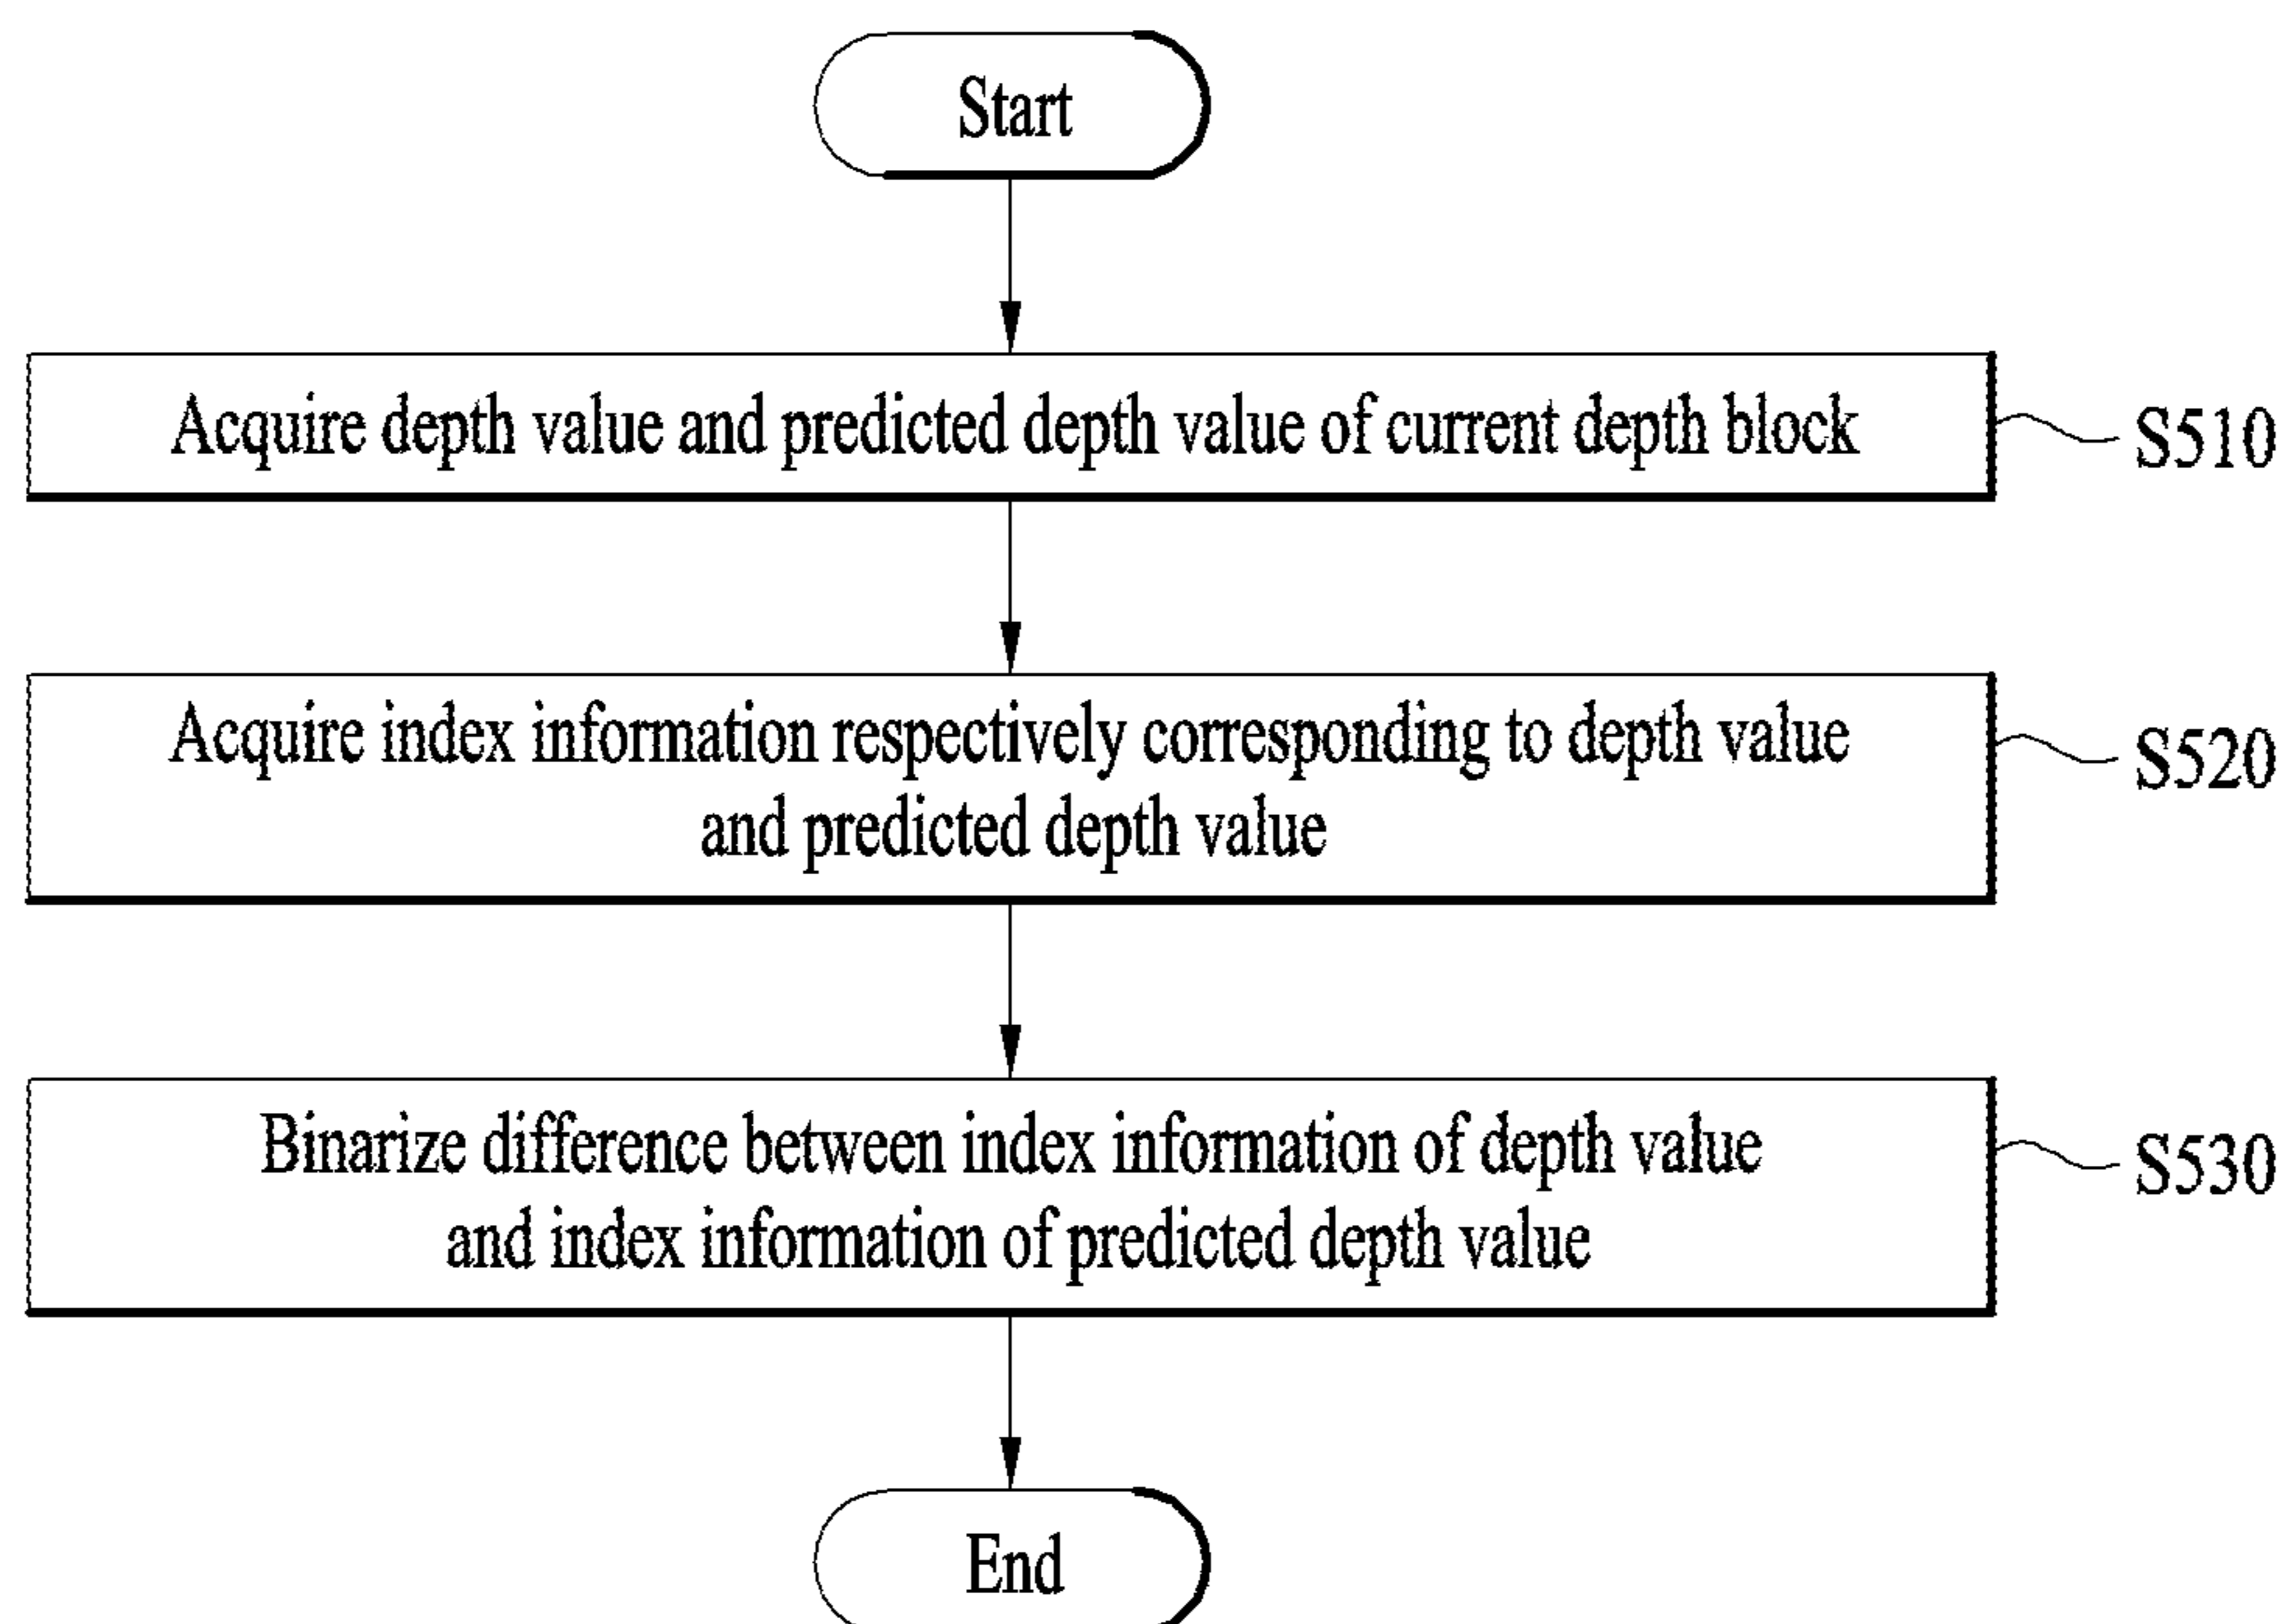 Start
Acquire depth value and predicted depth value of current depth block
S510
Acquire index information respectively corresponding to depth value
and predicted depth value
S520
Binarize difference between index information of depth value
and index information of predicted depth value
S530
End